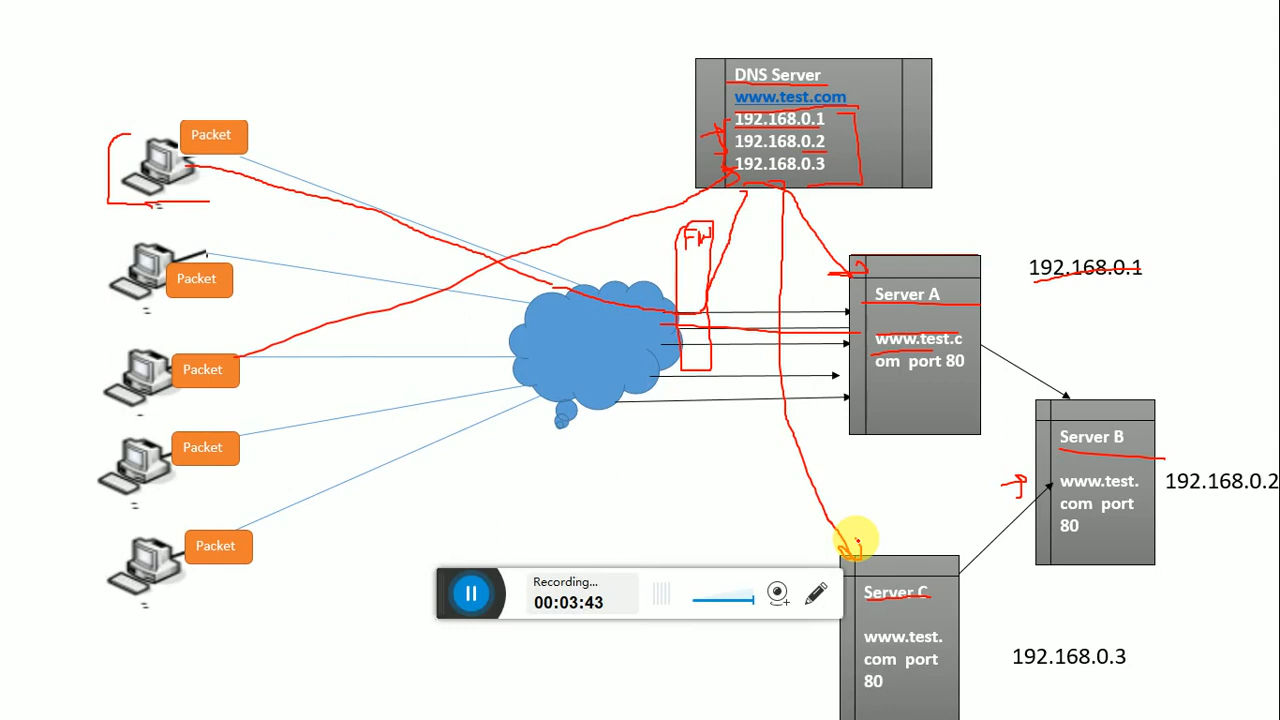 DNS Server
www.test.com
192.168.0.1
192.168.0.2
192.168.0.3
Packet
Packet
Packet
Packet
Packet
FW
192.168.0.1
Server A
www.test.c
om port 80
Server B
www.test.
com port
80
192.168.0.2
Recording...
00:03:43
Server C
www.test.
com port
80
192.168.0.3